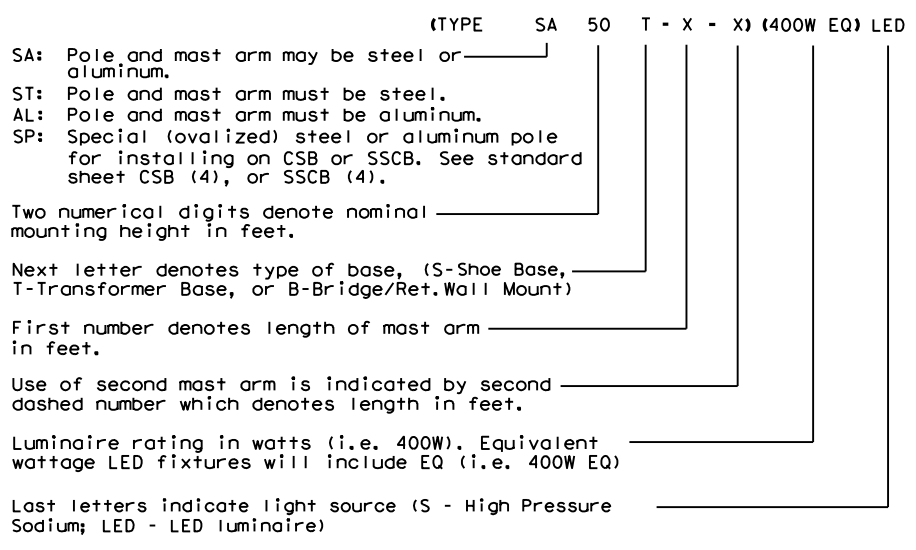 (TYPE SA 50 T - X - X) (400W EQ) LED
SA: Pole and mast arm may be steel or
aluminum.
ST: Pole and mast arm must be steel.
AL: Pole and mast arm must be aluminum.
SP: Special (ovalized) steel or aluminum pole
for installing on CSB or SSCB. See standard
sheet CSB (4), or SSCB (4).
Two numerical digits denote nominal
mounting height in feet.
Next letter denotes type of base, (S-Shoe Base,
T-Transformer Base, or B-Bridge/Ret.Wall Mount)
First number denotes length of mast arm
in feet.
Use of second mast arm is indicated by second
dashed number which denotes length in feet.
Luminaire rating in watts (i.e. 400W). Equivalent
wattage LED fixtures will include EQ (i.e. 400W EQ)
Last letters indicate light source (S - High Pressure
Sodium; LED - LED luminaire)